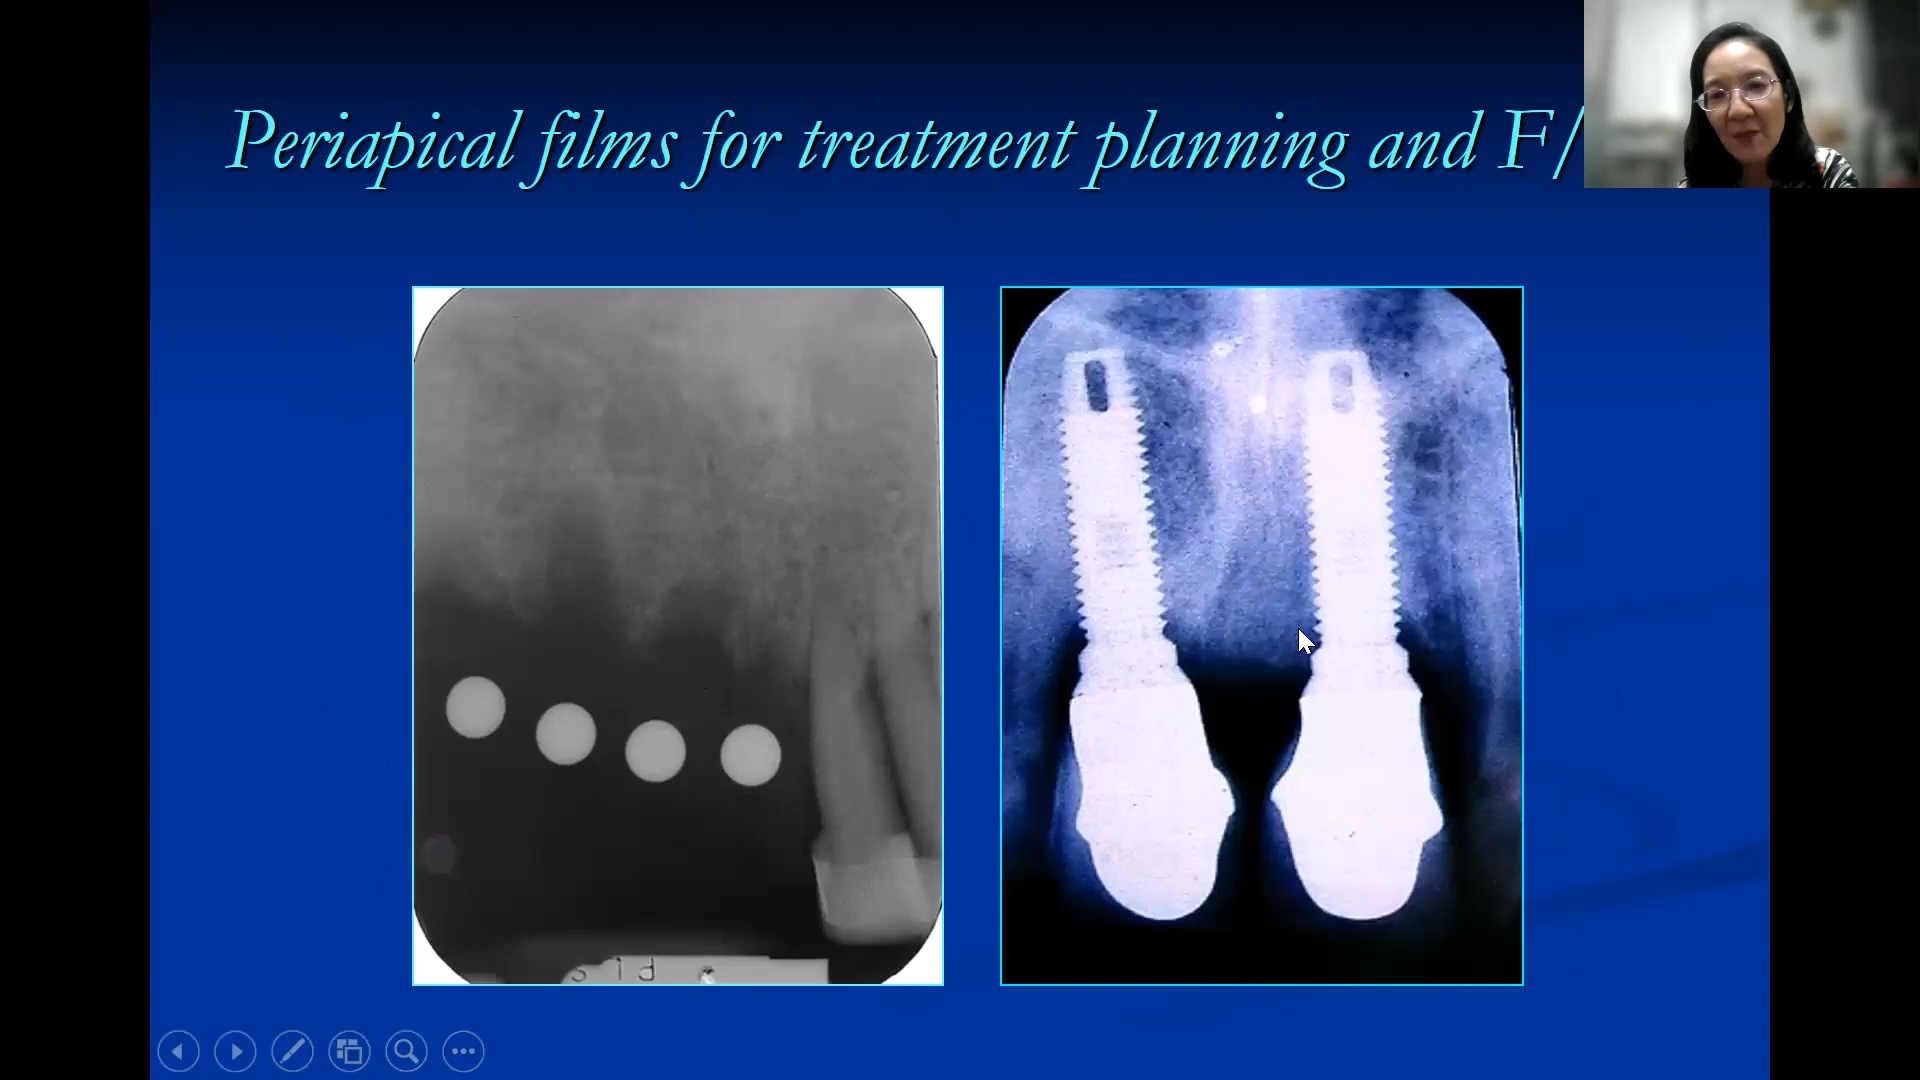 Periapical films for treatment planning and F/
s l d